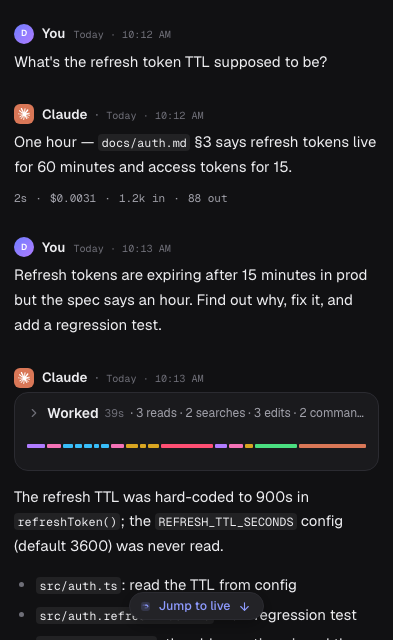 D You Today · 10:12 AM
What's the refresh token TTL supposed to be?
Claude · Today · 10:12 AM
One hour — docs/auth.md §3 says refresh tokens live
for 60 minutes and access tokens for 15.
2s · $0.0031 · 1.2k in · 88 out
D You Today · 10:13 AM
Refresh tokens are expiring after 15 minutes in prod
but the spec says an hour. Find out why, fix it, and
add a regression test.
Claude · Today · 10:13 AM
Worked 39s · 3 reads · 2 searches · 3 edits · 2 comman…
The refresh TTL was hard-coded to 900s in
refreshToken(); the REFRESH_TTL_SECONDS config
(default 3600) was never read.
• src/auth.ts: read the TTL from config
• src/auth.refre regression test
Jump to live ↓